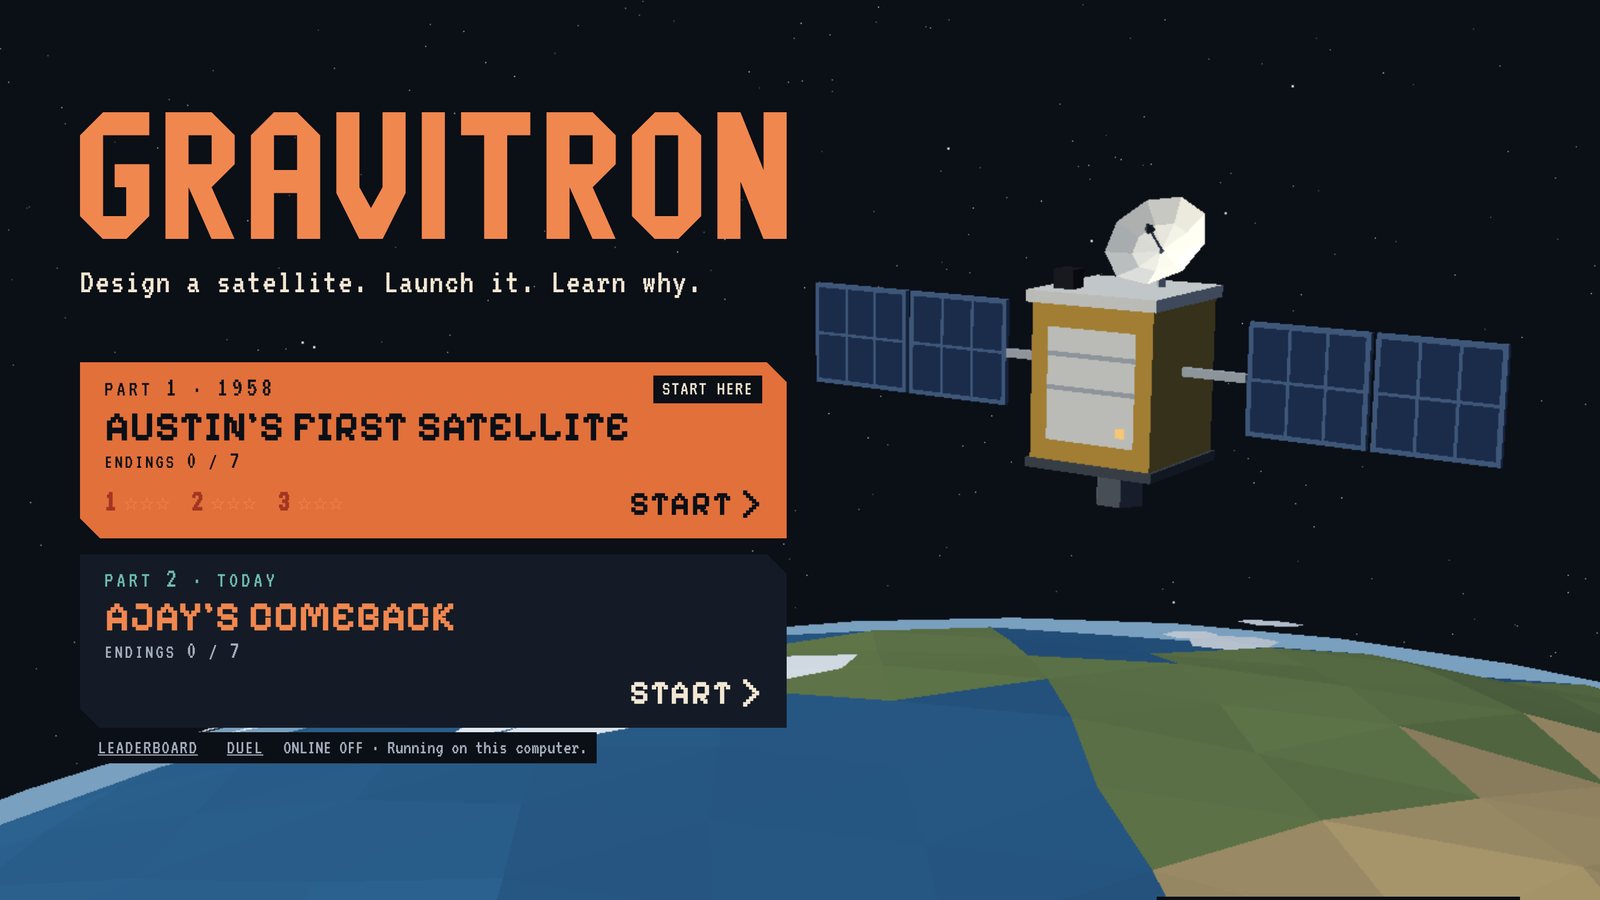 GRAVITRON
Design a satellite. Launch it. Learn why.
PART 1 · 1958
START HERE
AUSTIN'S FIRST SATELLITE
ENDINGS 0 / 7
1 ☆☆☆ 2 ☆☆☆ 3 ☆☆☆
START >
PART 2 · TODAY
AJAY'S COMEBACK
ENDINGS 0 / 7
START >
LEADERBOARD DUEL ONLINE OFF · Running on this computer.